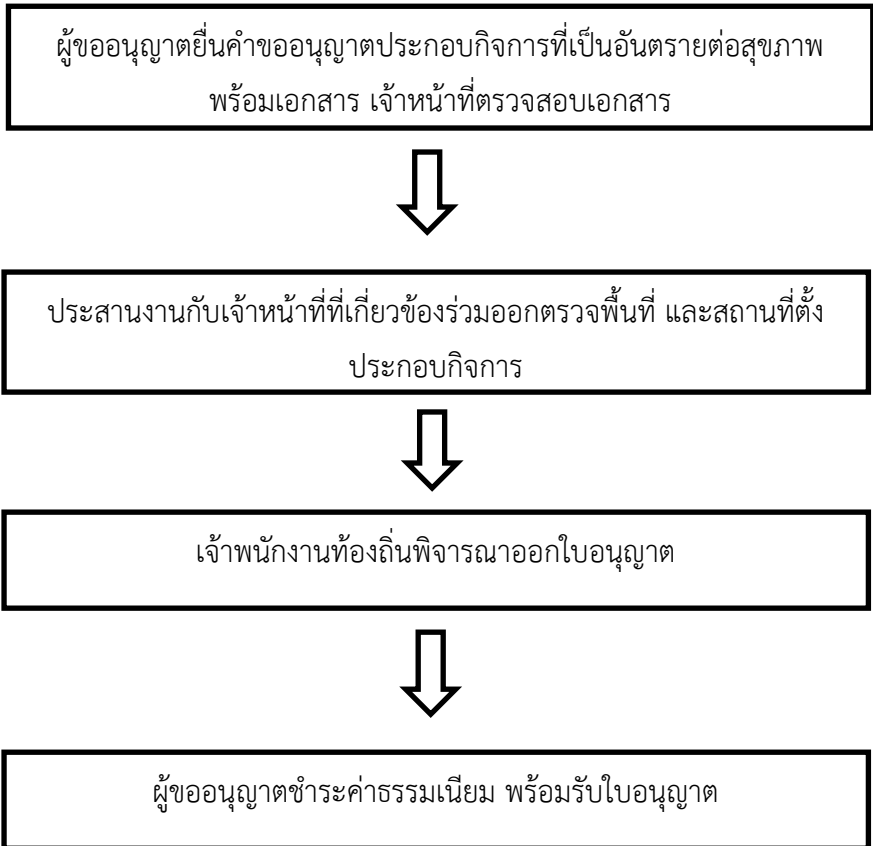 ผู้ขออนุญาตยื่นคำขออนุญาตประกอบกิจการที่เป็นอันตรายต่อสุขภาพ
พร้อมเอกสาร เจ้าหน้าที่ตรวจสอบเอกสาร
ประสานงานกับเจ้าหน้าที่ที่เกี่ยวข้องร่วมออกตรวจพื้นที่ และสถานที่ตั้ง
ประกอบกิจการ
เจ้าพนักงานท้องถิ่นพิจารณาออกใบอนุญาต
ผู้ขออนุญาตชำระค่าธรรมเนียม พร้อมรับใบอนุญาต